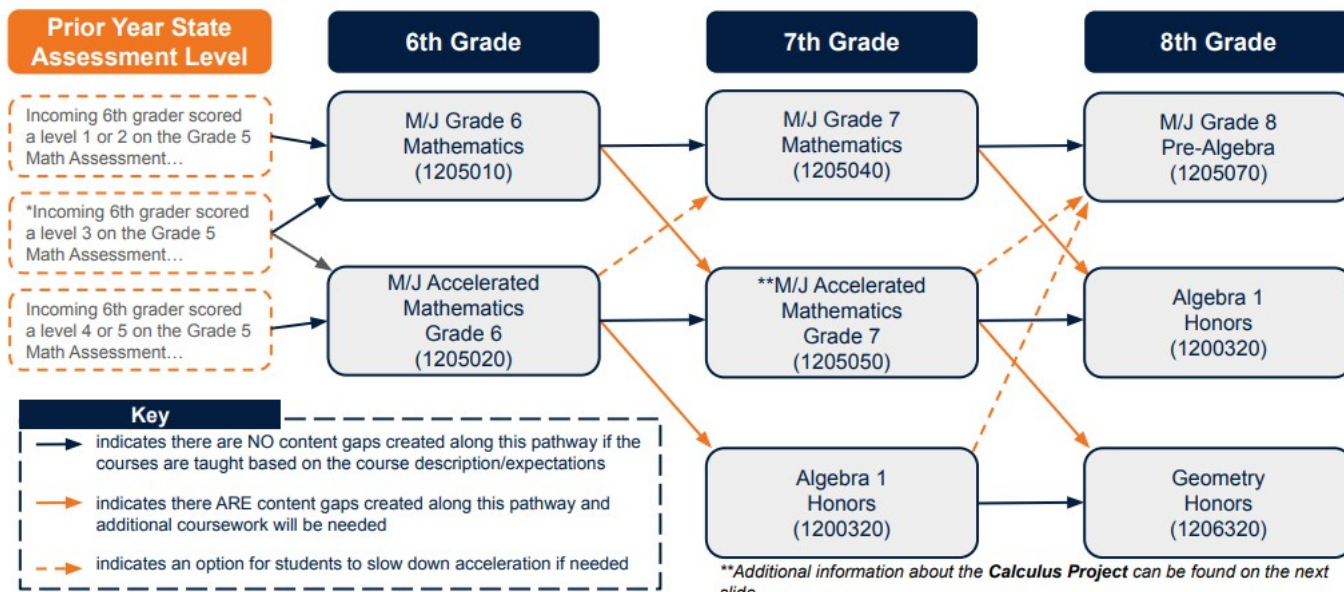 Prior Year State
Assessment Level
6th Grade
7th Grade
8th Grade
Incoming 6th grader scored
a level 1 or 2 on the Grade 5
Math Assessment…
M/J Grade 6
Mathematics
(1205010)
M/J Grade 7
Mathematics
(1205040)
M/J Grade 8
Pre-Algebra
(1205070)
*Incoming 6th grader scored
a level 3 on the Grade 5
Math Assessment…
Incoming 6th grader scored
a level 4 or 5 on the Grade 5
Math Assessment…
M/J Accelerated
Mathematics
Grade 6
(1205020)
**M/J Accelerated
Mathematics
Grade 7
(1205050)
Algebra 1
Honors
(1200320)
Key
indicates there are NO content gaps created along this pathway if the
courses are taught based on the course description/expectations
indicates there ARE content gaps created along this pathway and
additional coursework will be needed
indicates an option for students to slow down acceleration if needed
Algebra 1
Honors
(1200320)
Geometry
Honors
(1206320)
**Additional information about the Calculus Project can be found on the next
slide